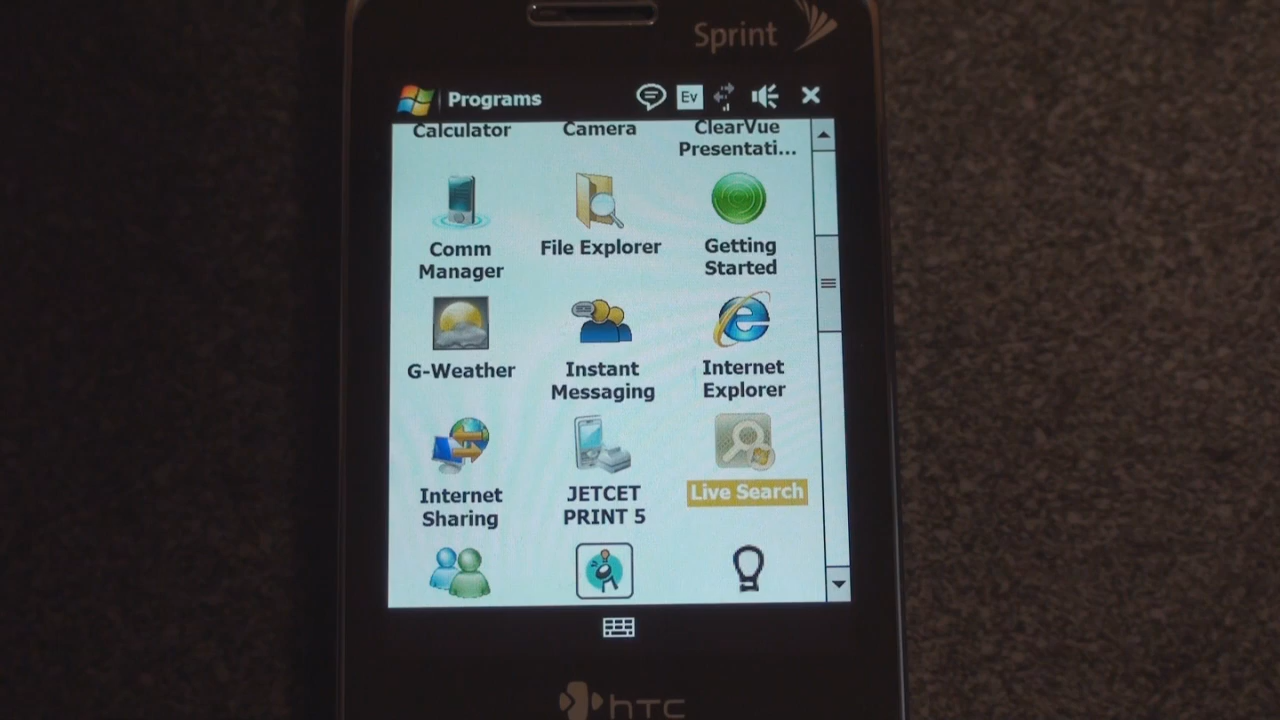 Sprint
Programs
Ev
Calculator
Camera
ClearVue
Presentati...
Comm
Manager
File Explorer
Getting
Started
G-Weather
Instant
Messaging
Internet
Explorer
Internet
Sharing
JETCET
PRINT 5
Live Search
hTC